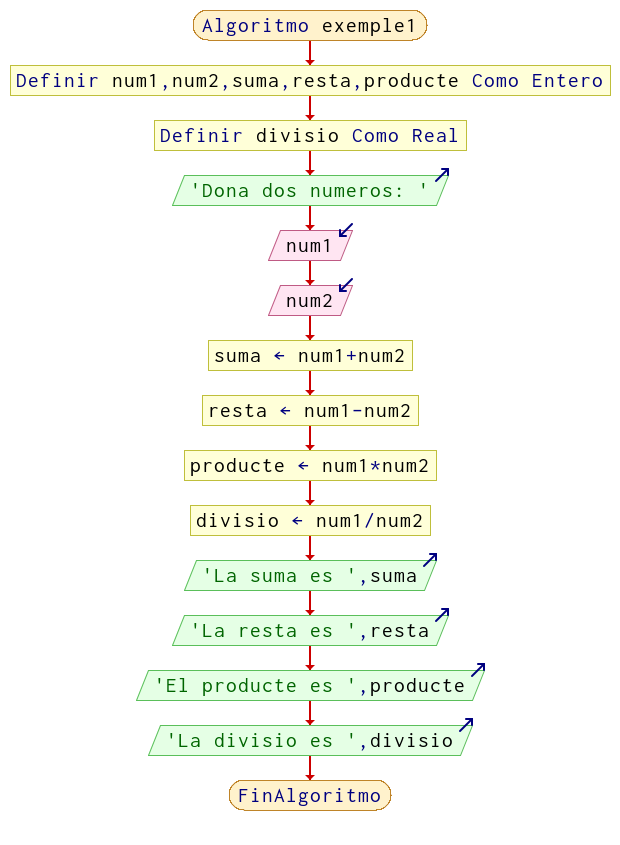 Algoritmo exemple1
Definir num1,num2,suma,resta,producte Como Entero
Definir divisio Como Real
'Dona dos numeros: '
num1
num2
suma ← num1+num2
resta ← num1-num2
producte ← num1*num2
divisio ← num1/num2
'La suma es ',suma
'La resta es ',resta
'El producte es ',producte
'La divisio es ',divisio
FinAlgoritmo